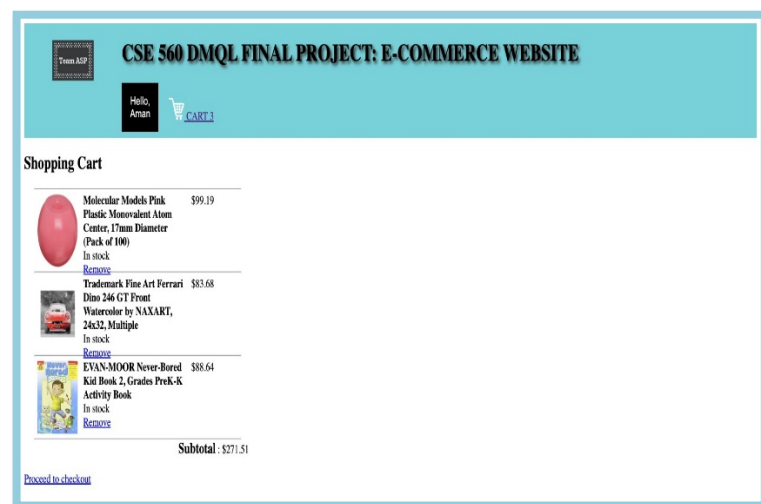 Team ASP
CSE 560 DMQL FINAL PROJECT: E-COMMERCE WEBSITE
Hello,
Aman
CART 3
Shopping Cart
Molecular Models Pink $99.19
Plastic Monovalent Atom
Center, 17mm Diameter
(Pack of 100)
In stock
Remove
Trademark Fine Art Ferrari $83.68
Dino 246 GT Front
Watercolor by NAXART,
24x32, Multiple
In stock
Remove
EVAN-MOOR Never-Bored $88.64
Kid Book 2, Grades PreK-K
Activity Book
In stock
Remove
Subtotal : $271.51
Proceed to checkout